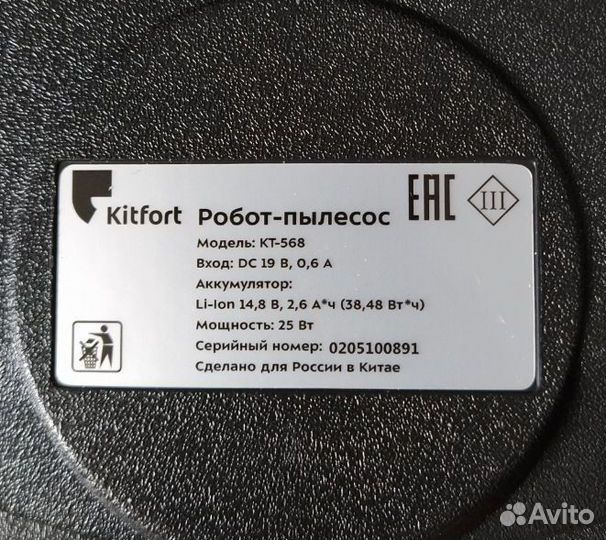 Kitfort Робот-пылесос EAC III
Модель: КТ-568
Вход: DC 19 В, 0,6 А
Аккумулятор:
Li-Ion 14,8 В, 2,6 А*ч (38,48 Вт*ч)
Мощность: 25 Вт
Серийный номер: 0205100891
Сделано для России в Китае
Avito